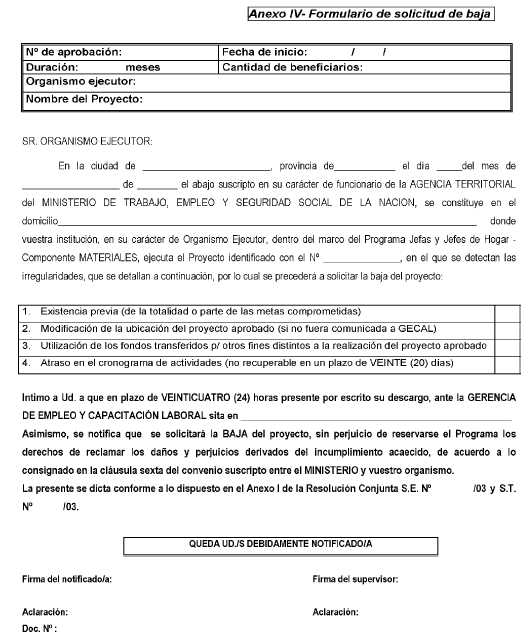 Anexo IV- Formulario de solicitud de baja
Nº de aprobación: Fecha de inicio: / /
Duración: meses Cantidad de beneficiarios:
Organismo ejecutor:
Nombre del Proyecto:
SR. ORGANISMO EJECUTOR:
En la ciudad de _________________________, provincia de____________ el día _____del mes de
___________________ de ________ el abajo suscripto en su carácter de funcionario de la AGENCIA TERRITORIAL
del MINISTERIO DE TRABAJO, EMPLEO Y SEGURIDAD SOCIAL DE LA NACION, se constituye en el
domicilio________________________________________________________________ donde
vuestra institución, en su carácter de Organismo Ejecutor, dentro del marco del Programa Jefas y Jefes de Hogar -
Componente MATERIALES, ejecuta el Proyecto identificado con el Nº _______________, en el que se detectan las
irregularidades, que se detallan a continuación, por lo cual se precederá a solicitar la baja del proyecto:
1. Existencia previa (de la totalidad o parte de las metas comprometidas)
2. Modificación de la ubicación del proyecto aprobado (si no fuera comunicada a GECAL)
3. Utilización de los fondos transferidos p/ otros fines distintos a la realización del proyecto aprobado
4. Atraso en el cronograma de actividades (no recuperable en un plazo de VEINTE (20) días)
Intimo a Ud. a que en plazo de VEINTICUATRO (24) horas presente por escrito su descargo, ante la GERENCIA
DE EMPLEO Y CAPACITACIÓN LABORAL sita en ______________________________________________________
Asimismo, se notifica que se solicitará la BAJA del proyecto, sin perjuicio de reservarse el Programa los
derechos de reclamar los daños y perjuicios derivados del incumplimiento acaecido, de acuerdo a lo
consignado en la cláusula sexta del convenio suscripto entre el MINISTERIO y vuestro organismo.
La presente se dicta conforme a lo dispuesto en el Anexo I de la Resolución Conjunta S.E. Nº /03 y S.T.
Nº /03.
QUEDA UD./S DEBIDAMENTE NOTIFICADO/A
Firma del notificado/a: Firma del supervisor:
Aclaración: Aclaración:
Doc. Nº :